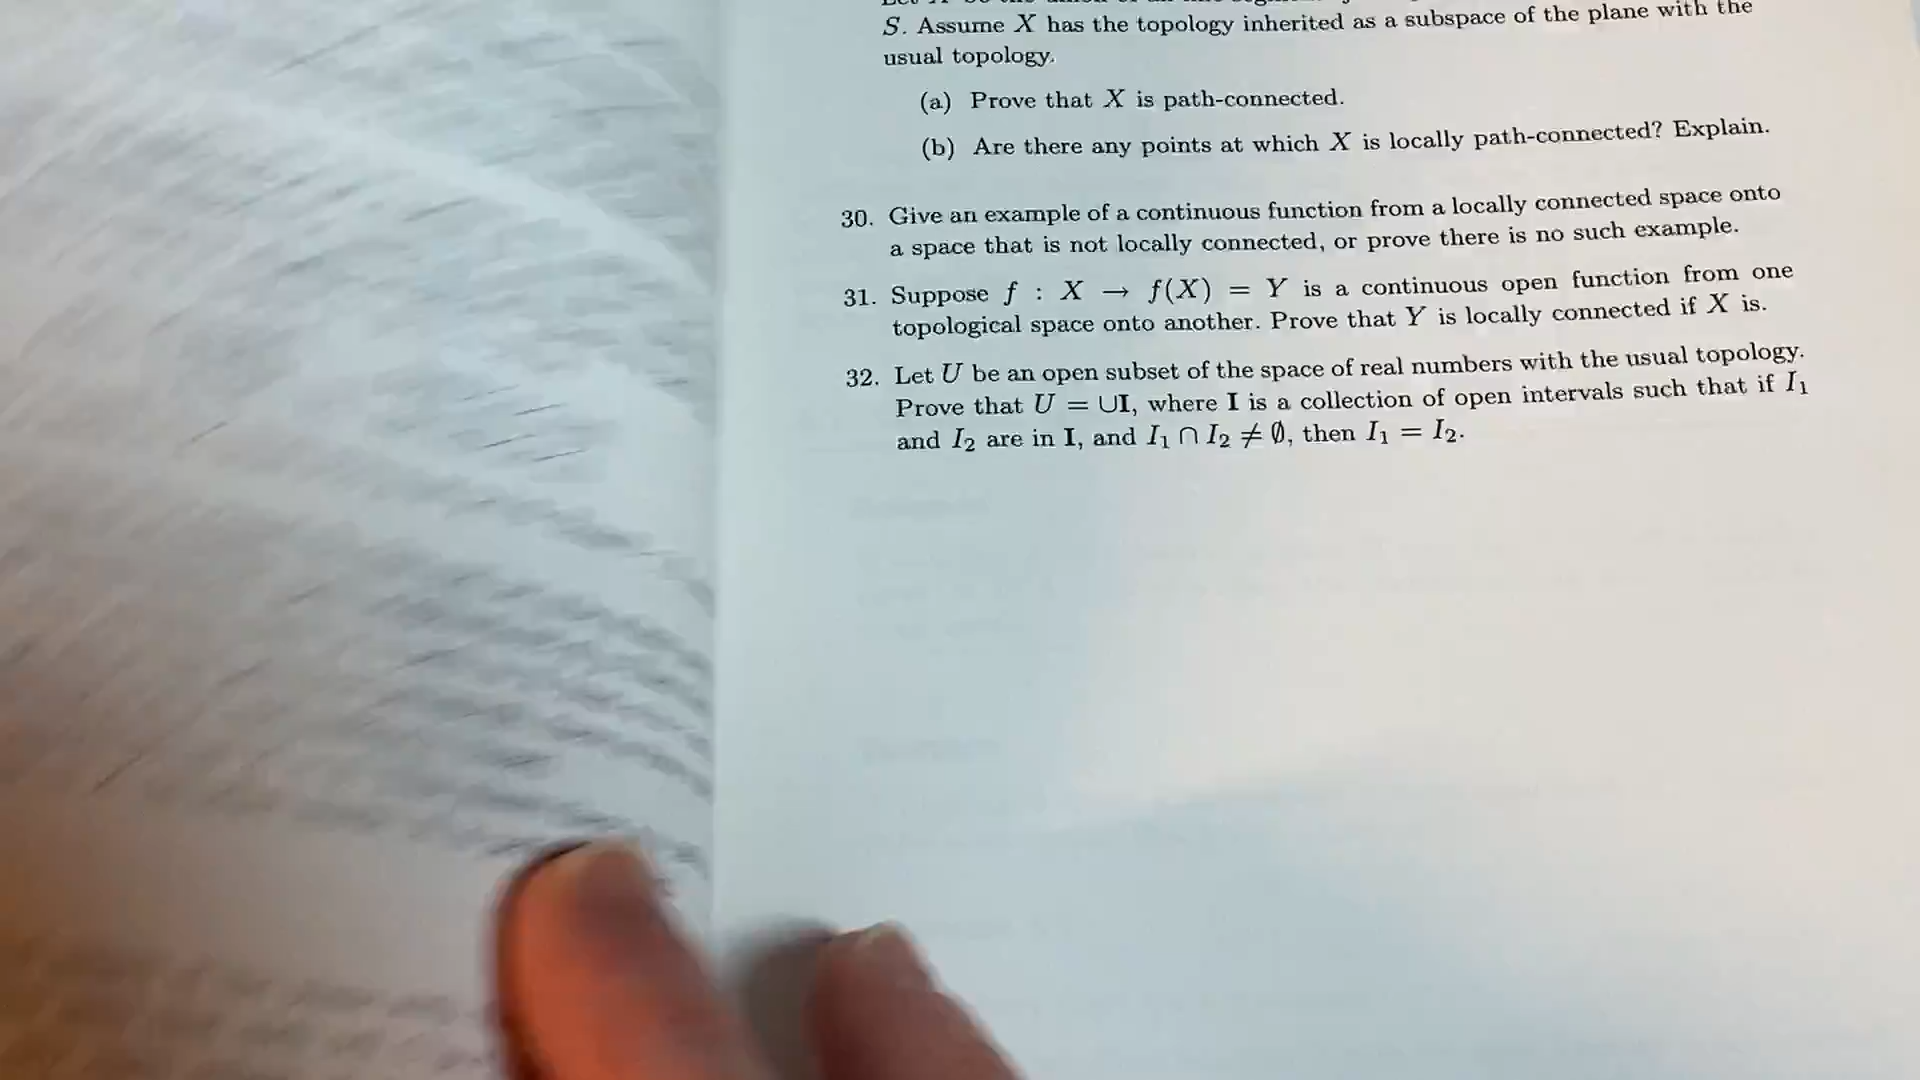 S. Assume X has the topology inherited as a subspace of the plane with the
usual topology.
(a) Prove that X is path-connected.
(b) Are there any points at which X is locally path-connected? Explain.
30. Give an example of a continuous function from a locally connected space onto
a space that is not locally connected, or prove there is no such example.
31. Suppose f : X → f(X) = Y is a continuous open function from one
topological space onto another. Prove that Y is locally connected if X is.
32. Let U be an open subset of the space of real numbers with the usual topology.
Prove that U = ∪I, where I is a collection of open intervals such that if I₁
and I₂ are in I, and I₁ ∩ I₂ ≠ ∅, then I₁ = I₂.